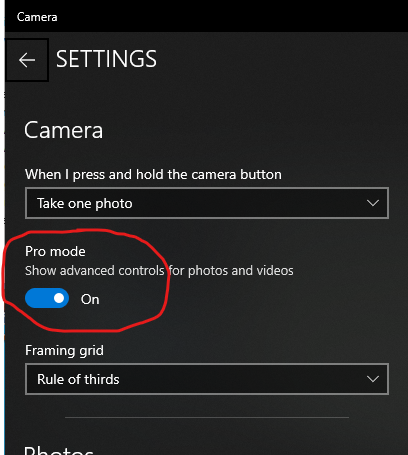 Camera
SETTINGS
Camera
When I press and hold the camera button
Take one photo
Pro mode
Show advanced controls for photos and videos
On
Framing grid
Rule of thirds
Photos